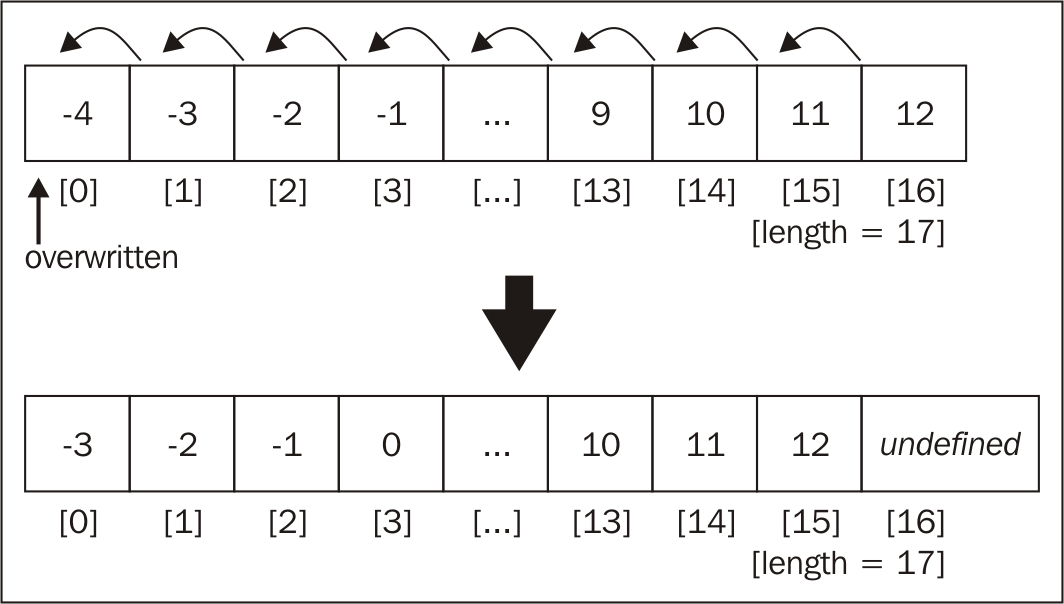 -4 -3 -2 -1 ... 9 10 11 12
[0] [1] [2] [3] [...] [13] [14] [15] [16]
[length = 17]
overwritten
-3 -2 -1 0 ... 10 11 12 undefined
[0] [1] [2] [3] [...] [13] [14] [15] [16]
[length = 17]